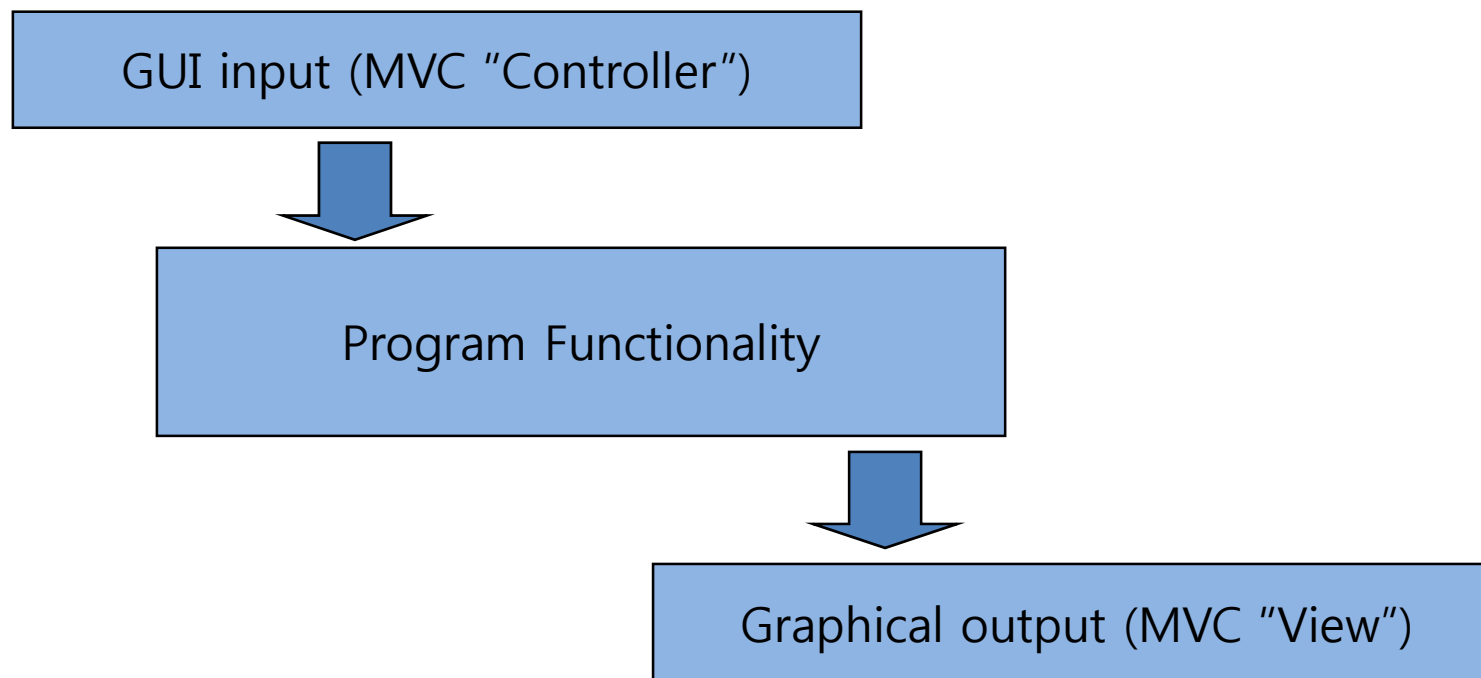 GUI input (MVC "Controller")
Program Functionality
Graphical output (MVC "View")